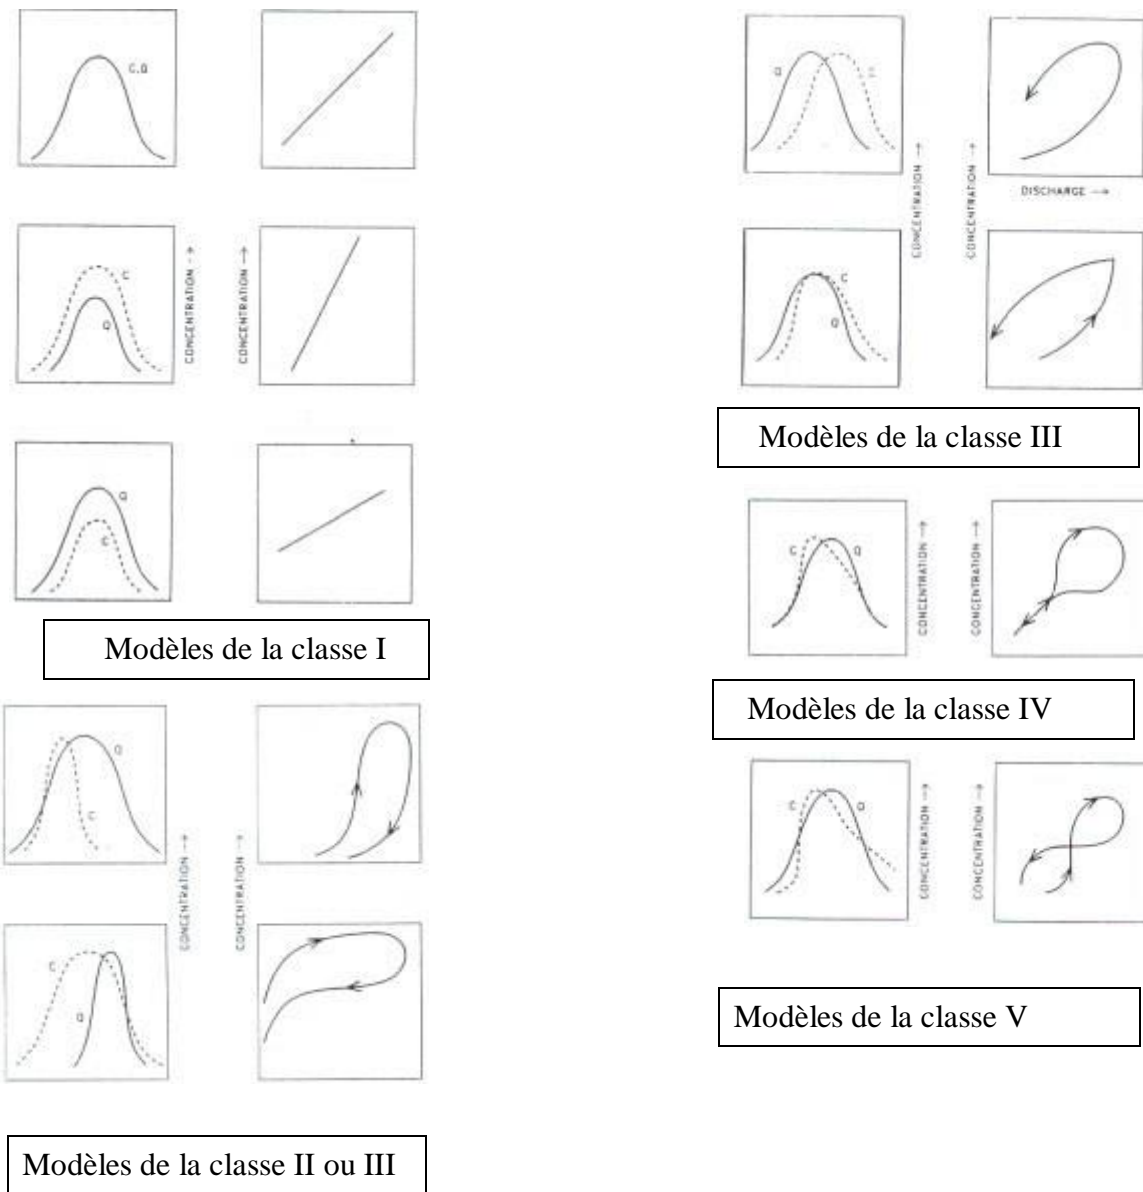 C,Q
C
Q
CONCENTRATION →
CONCENTRATION →
Q
C
Modèles de la classe I
Q
C
CONCENTRATION →
CONCENTRATION →
C
Q
Modèles de la classe II ou III
Q
C
CONCENTRATION →
CONCENTRATION →
DISCHARGE →
C
Q
Modèles de la classe III
C
Q
CONCENTRATION →
CONCENTRATION →
Modèles de la classe IV
C
Q
CONCENTRATION →
CONCENTRATION →
Modèles de la classe V